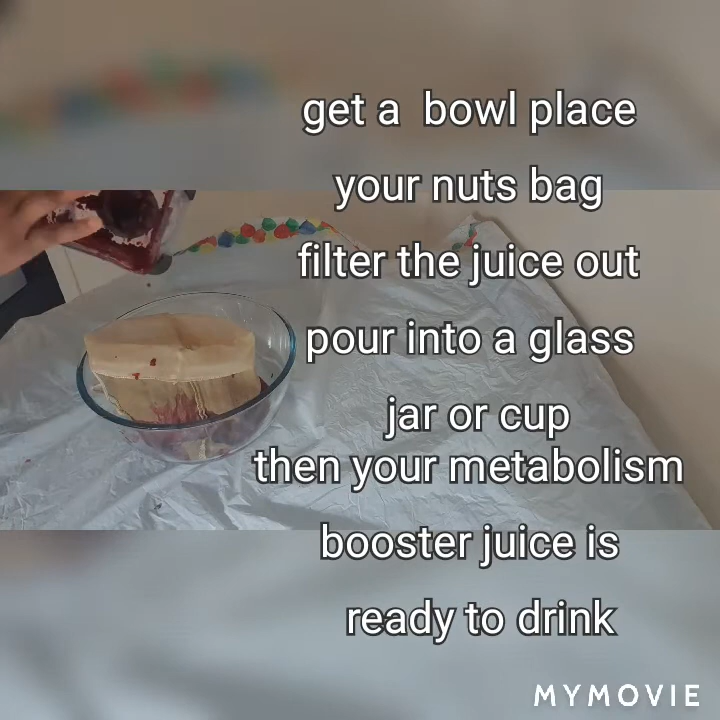 get a bowl place
your nuts bag
filter the juice out
pour into a glass
jar or cup
then your metabolism
booster juice is
ready to drink
MYMOVIE